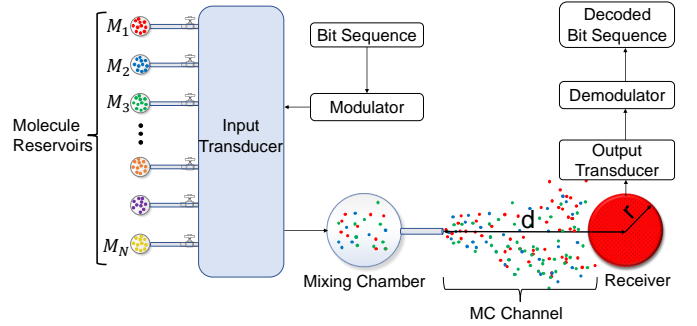 M1
M2
M3
MN
Molecule
Reservoirs
Input
Transducer
Bit Sequence
Modulator
Mixing Chamber
d
r
MC Channel
Receiver
Output
Transducer
Demodulator
Decoded
Bit Sequence